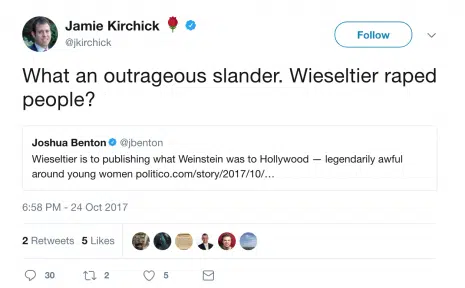 Jamie Kirchick 🌹
@jkirchick
Follow
What an outrageous slander. Wieseltier raped
people?
Joshua Benton @jbenton
Wieseltier is to publishing what Weinstein was to Hollywood — legendarily awful
around young women politico.com/story/2017/10/…
6:58 PM - 24 Oct 2017
2 Retweets 5 Likes
30 2 5